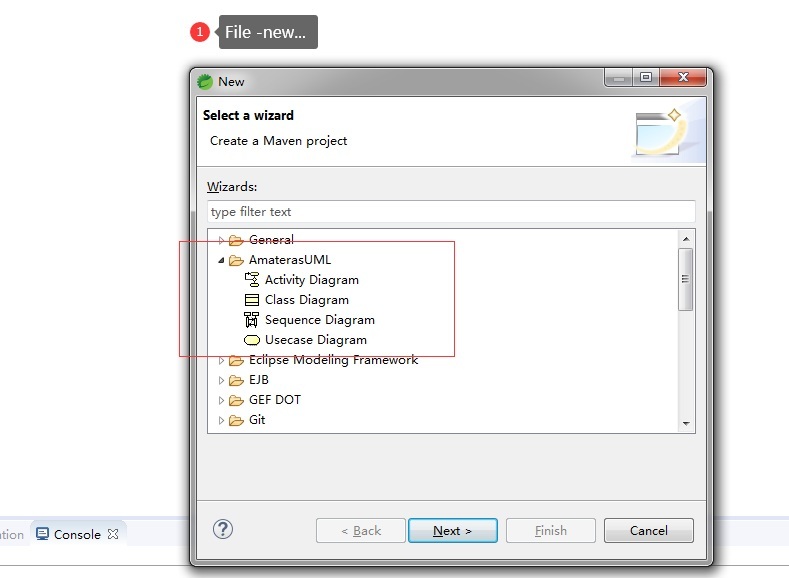 1 File -new...
New
Select a wizard
Create a Maven project
Wizards:
type filter text
General
AmaterasUML
Activity Diagram
Class Diagram
Sequence Diagram
Usecase Diagram
Eclipse Modeling Framework
EJB
GEF DOT
Git
< Back Next > Finish Cancel
ation Console